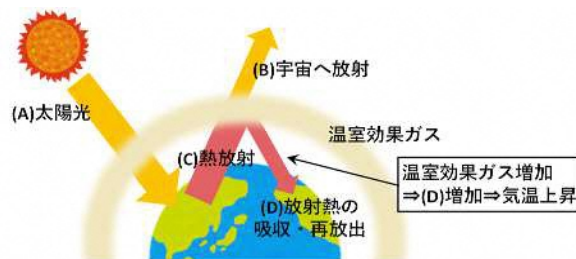 (B)宇宙へ放射
(A)太陽光
温室効果ガス
(C)熱放射
温室効果ガス増加
⇒(D)増加⇒気温上昇
(D)放射熱の
吸収・再放出